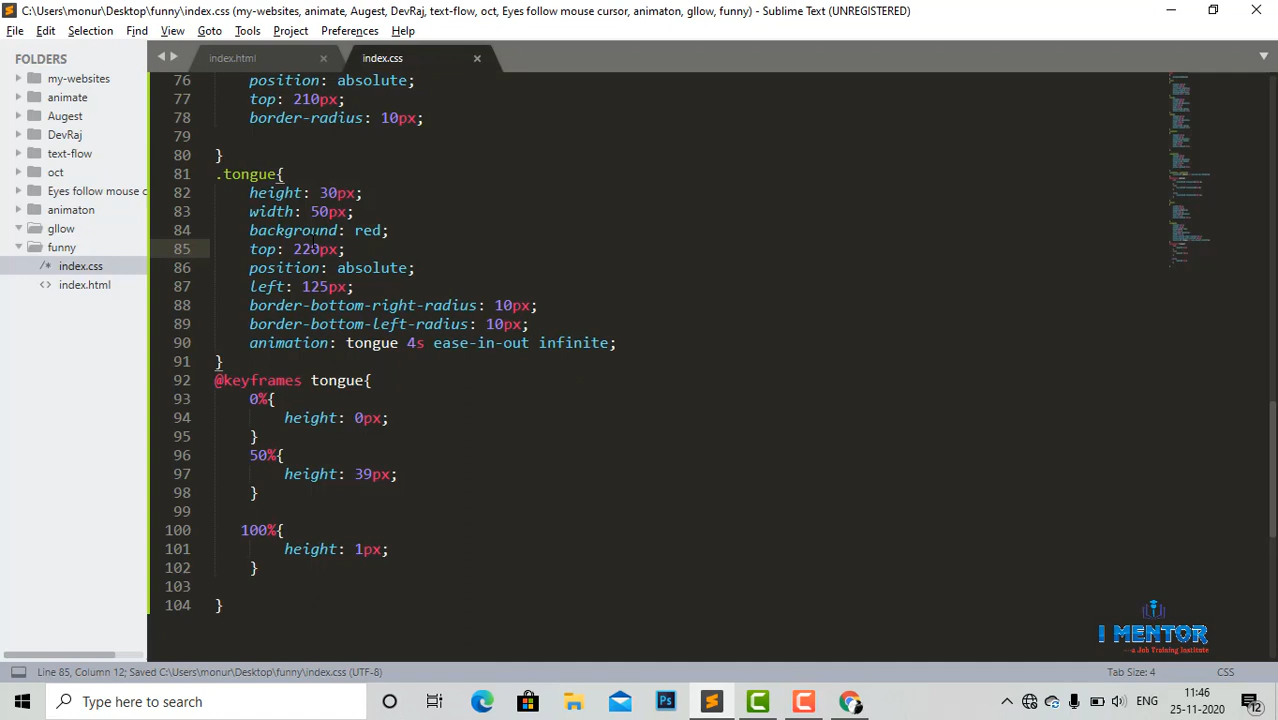 C:\Users\monur\Desktop\funny\index.css (my-websites, animate, Augest, DevRaj, text-flow, oct, Eyes follow mouse cursor, animaton, gllow, funny) - Sublime Text (UNREGISTERED)
File Edit Selection Find View Goto Tools Project Preferences Help
FOLDERS
my-websites
animate
Augest
DevRaj
text-flow
oct
Eyes follow mouse c
animaton
gllow
funny
index.css
index.html
index.html index.css
76 position: absolute;
77 top: 210px;
78 border-radius: 10px;
79
80 }
81 .tongue{
82 height: 30px;
83 width: 50px;
84 background: red;
85 top: 220px;
86 position: absolute;
87 left: 125px;
88 border-bottom-right-radius: 10px;
89 border-bottom-left-radius: 10px;
90 animation: tongue 4s ease-in-out infinite;
91 }
92 @keyframes tongue{
93 0%{
94 height: 0px;
95 }
96 50%{
97 height: 39px;
98 }
99
100 100%{
101 height: 1px;
102 }
103
104 }
I MENTOR
a Job Training Institute
Line 85, Column 12; Saved C:\Users\monur\Desktop\funny\index.css (UTF-8) Tab Size: 4 CSS
Type here to search
Ps
ENG
11:46
25-11-2020
12